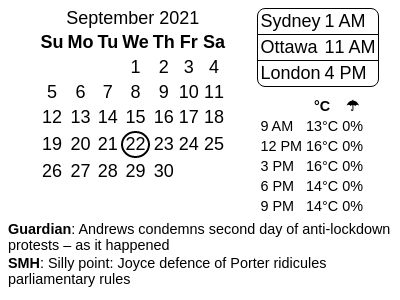 September 2021
Su Mo Tu We Th Fr Sa
1 2 3 4
5 6 7 8 9 10 11
12 13 14 15 16 17 18
19 20 21 22 23 24 25
26 27 28 29 30
Sydney 1 AM
Ottawa 11 AM
London 4 PM
°C ☂
9 AM 13°C 0%
12 PM 16°C 0%
3 PM 16°C 0%
6 PM 14°C 0%
9 PM 14°C 0%
Guardian: Andrews condemns second day of anti-lockdown
protests – as it happened
SMH: Silly point: Joyce defence of Porter ridicules
parliamentary rules